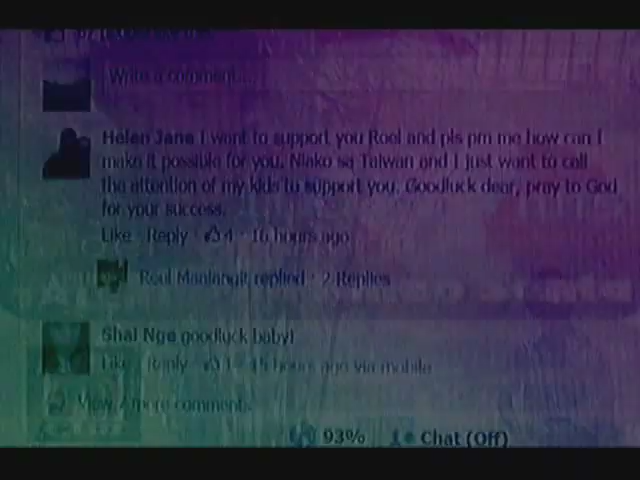 Write a comment...
Helen Jane I want to support you Roel and pls pm me how can I
make it possible for you. Niako sq Taiwan and I just want to call
the attention of my kids to support you. Goodluck dear, pray to God
for your success.
Like · Reply · 4 · 16 hours ago
Roel Manlangit replied · 2 Replies
Shai Nge goodluck baby!
Like · Reply · 1 · 15 hours ago via mobile
View 2 more comments
93% Chat (Off)